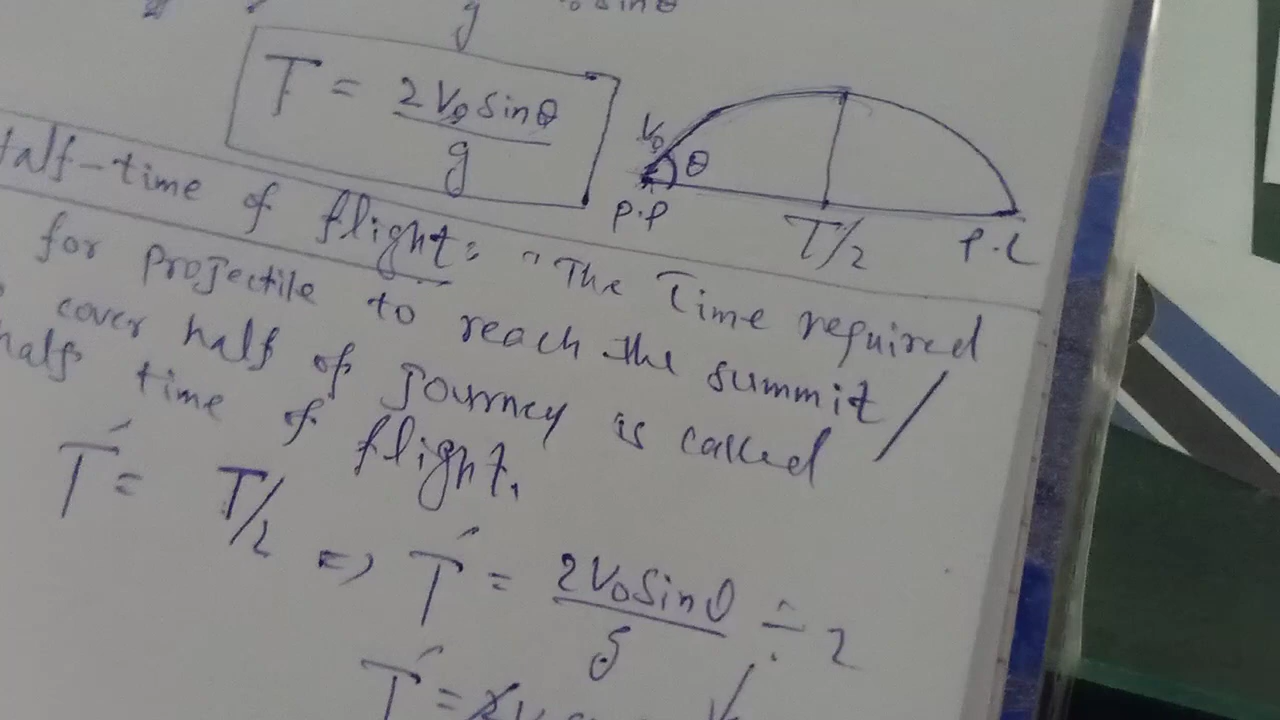 g
T = 2V₀sinθ / g
V₀
θ
P.P
T/2
P.L
Half-time of flight: "The Time required
for projectile to reach the summit /
cover half of journey is called
half time of flight.
T́ = T/2 => T́ = 2V₀sinθ / g ÷ 2
T́ = 2V